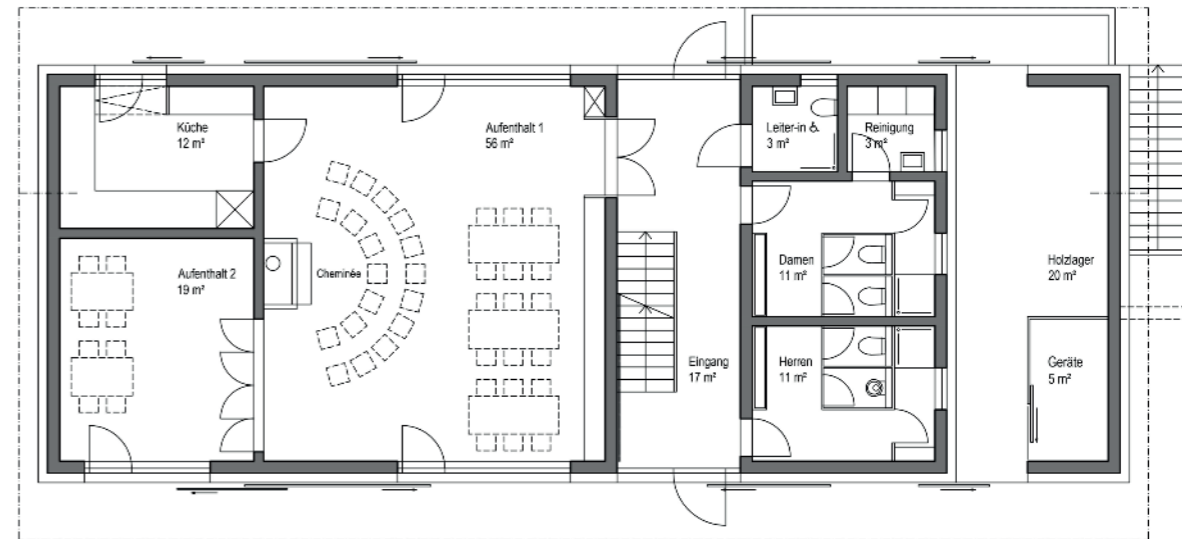 Küche
12 m²
Aufenthalt 1
56 m²
Leiter-in ♿
3 m²
Reinigung
3 m²
Aufenthalt 2
19 m²
Cheminée
Damen
11 m²
Holzlager
20 m²
Eingang
17 m²
Herren
11 m²
Geräte
5 m²